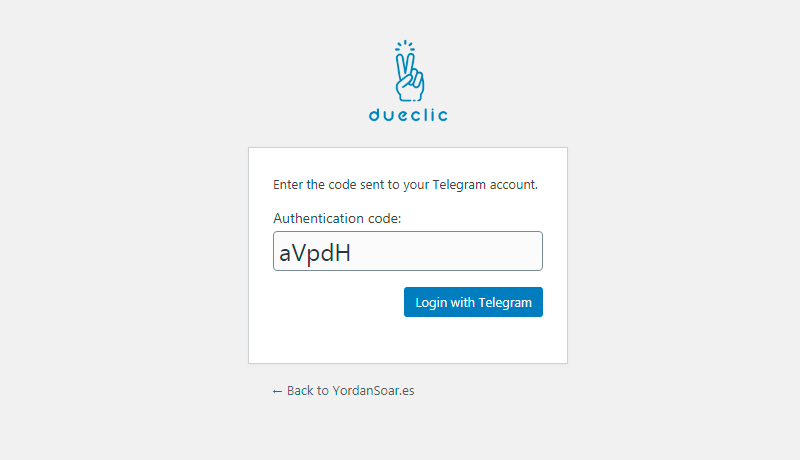 dueclic
Enter the code sent to your Telegram account.
Authentication code:
aVpdH
Login with Telegram
← Back to YordanSoar.es